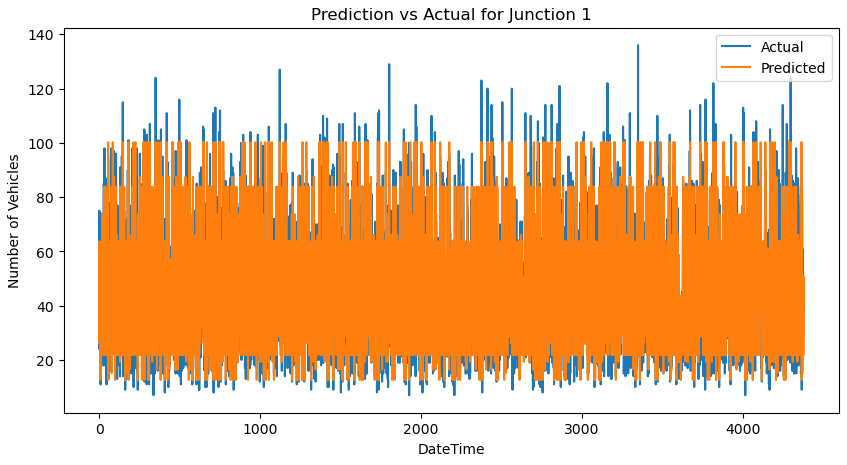 Prediction vs Actual for Junction 1
Actual
Predicted
Number of Vehicles
140
120
100
80
60
40
20
0 1000 2000 3000 4000
DateTime